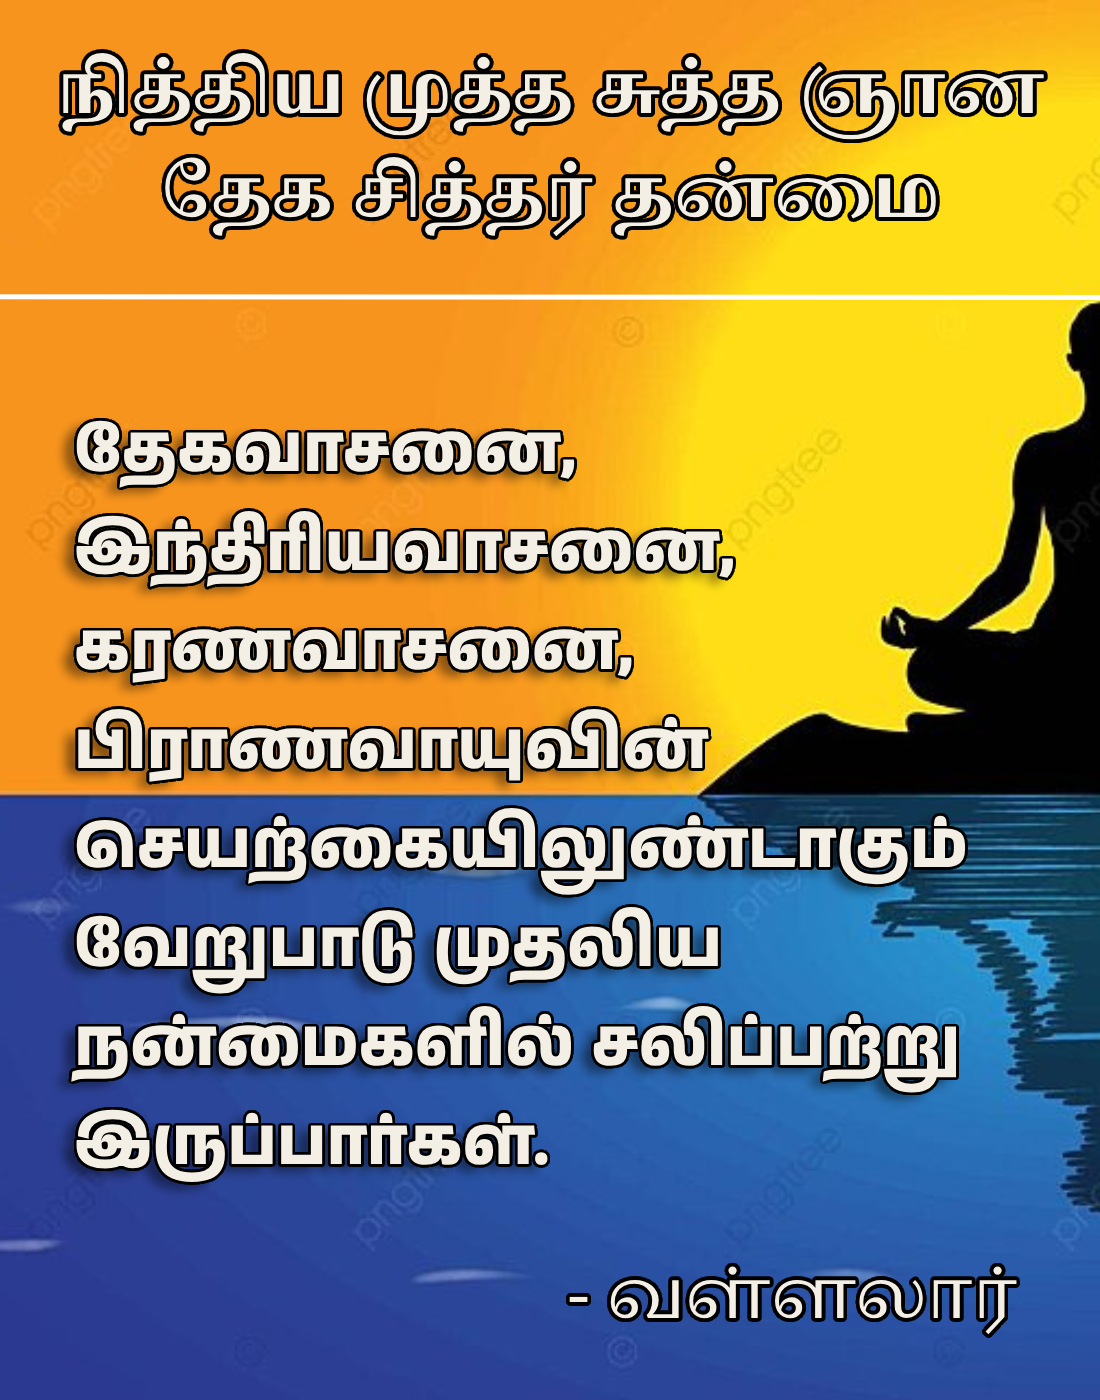 நித்திய முத்த சுத்த ஞான
தேக சித்தர் தன்மை
தேகவாசனை,
இந்திரியவாசனை,
கரணவாசனை,
பிராணவாயுவின்
செயற்கையிலுண்டாகும்
வேறுபாடு முதலிய
நன்மைகளில் சலிப்பற்று
இருப்பார்கள்.
- வள்ளலார்